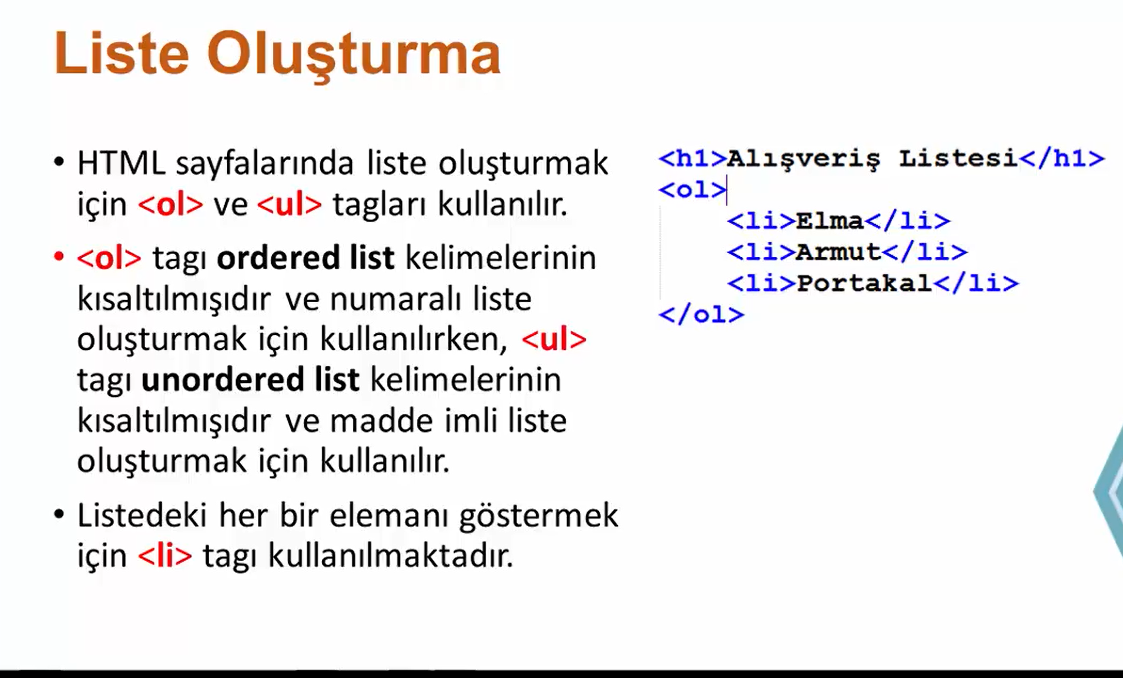 Liste Oluşturma
• HTML sayfalarında liste oluşturmak
için <ol> ve <ul> tagları kullanılır.
• <ol> tagı ordered list kelimelerinin
kısaltılmışıdır ve numaralı liste
oluşturmak için kullanılırken, <ul>
tagı unordered list kelimelerinin
kısaltılmışıdır ve madde imli liste
oluşturmak için kullanılır.
• Listedeki her bir elemanı göstermek
için <li> tagı kullanılmaktadır.
<h1>Alışveriş Listesi</h1>
<ol>
<li>Elma</li>
<li>Armut</li>
<li>Portakal</li>
</ol>